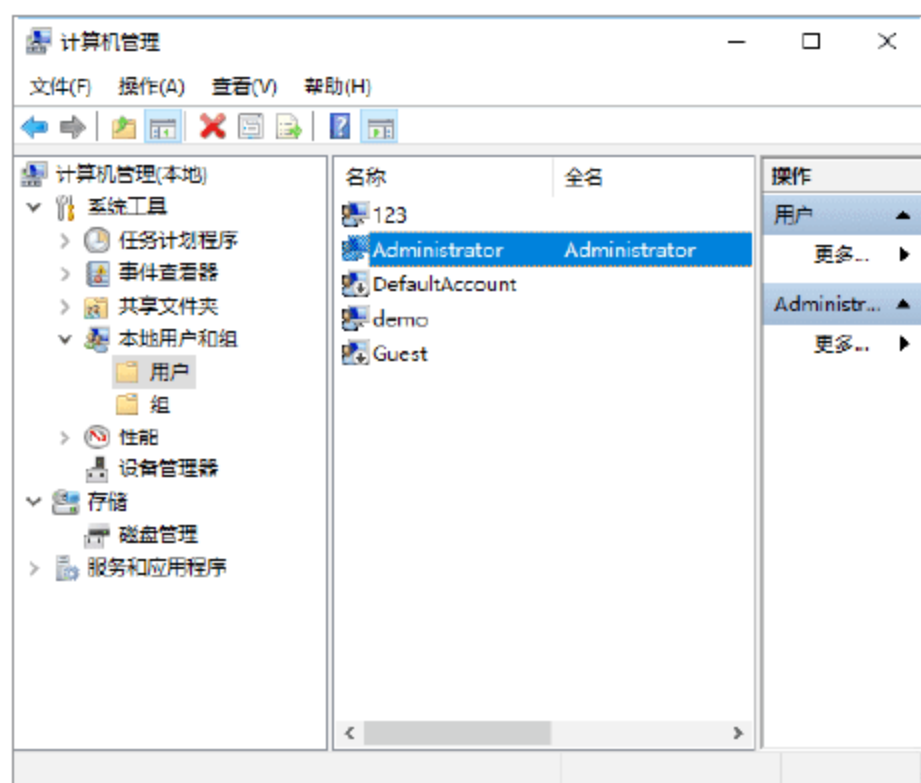 计算机管理
文件(F) 操作(A) 查看(V) 帮助(H)
计算机管理(本地)
系统工具
任务计划程序
事件查看器
共享文件夹
本地用户和组
用户
组
性能
设备管理器
存储
磁盘管理
服务和应用程序
名称 全名
123
Administrator Administrator
DefaultAccount
demo
Guest
操作
用户
更多...
Administr...
更多...